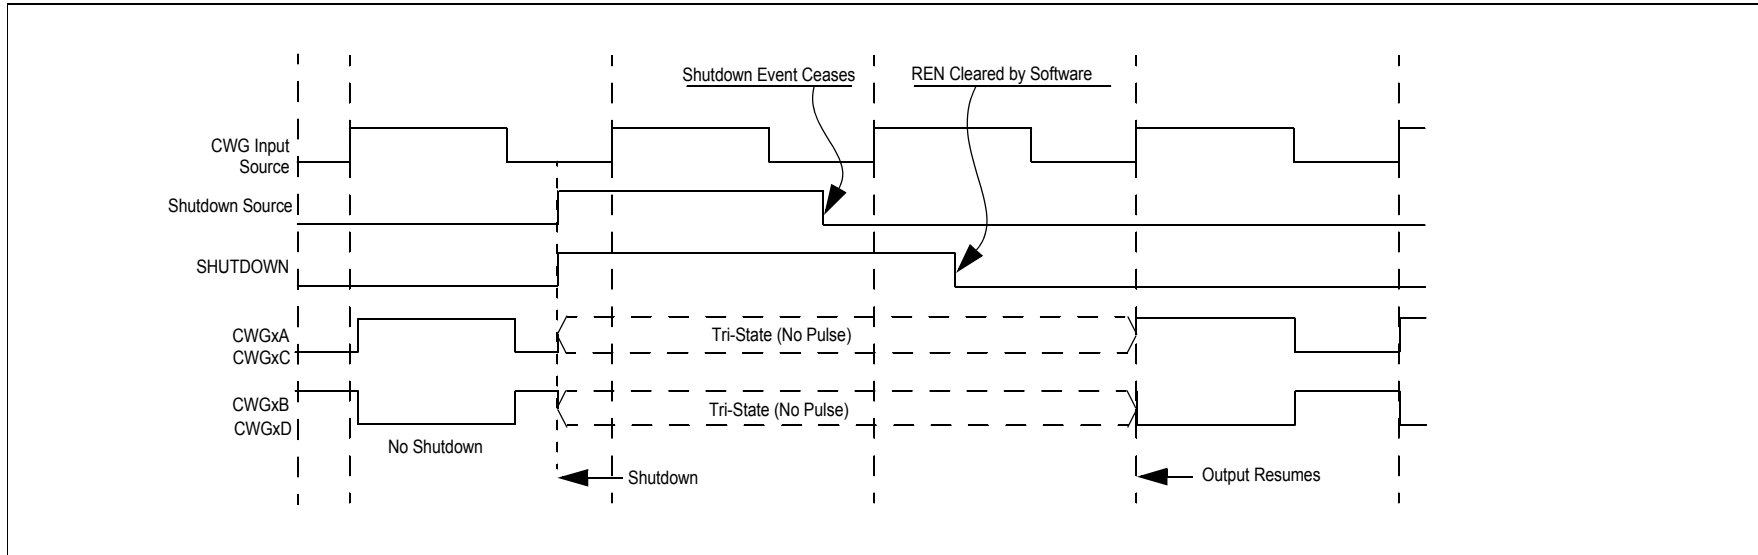 Shutdown Event Ceases
REN Cleared by Software
CWG Input
Source
Shutdown Source
SHUTDOWN
CWGxA
CWGxC
Tri-State (No Pulse)
CWGxB
CWGxD
Tri-State (No Pulse)
No Shutdown
Shutdown
Output Resumes